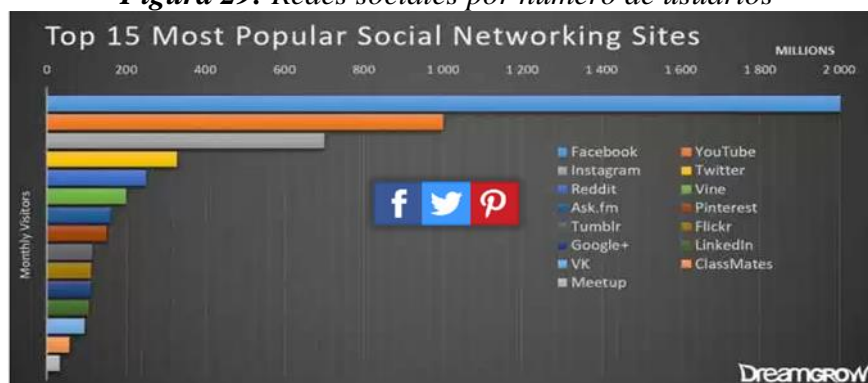 Figura 29: Redes sociales por número de usuarios
Top 15 Most Popular Social Networking Sites
MILLIONS
0 200 400 600 800 1 000 1 200 1 400 1 600 1 800 2 000
Monthly Visitors
Facebook YouTube
Instagram Twitter
Reddit Vine
Ask.fm Pinterest
Tumblr Flickr
Google+ LinkedIn
VK ClassMates
Meetup
DreamGROW